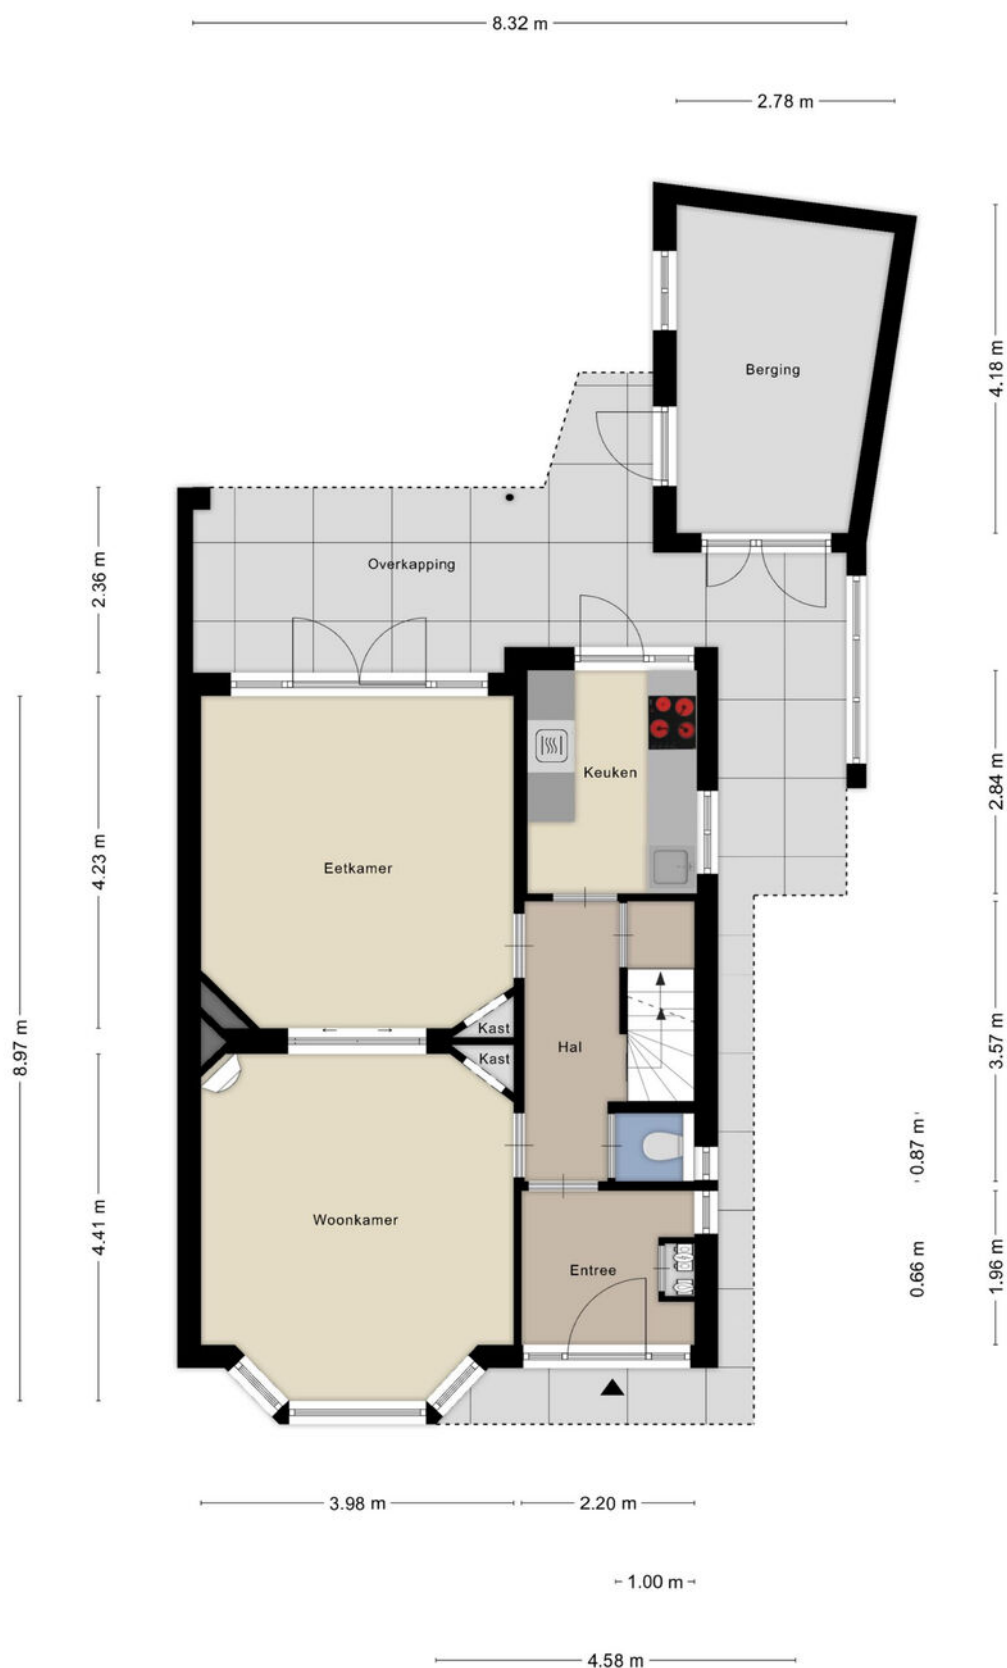 8.32 m
2.78 m
4.18 m
Berging
2.36 m
Overkapping
Keuken
2.84 m
Eetkamer
4.23 m
8.97 m
Kast
Kast
Hal
3.57 m
0.87 m
Woonkamer
4.41 m
Entree
0.66 m
1.96 m
3.98 m
2.20 m
1.00 m
4.58 m